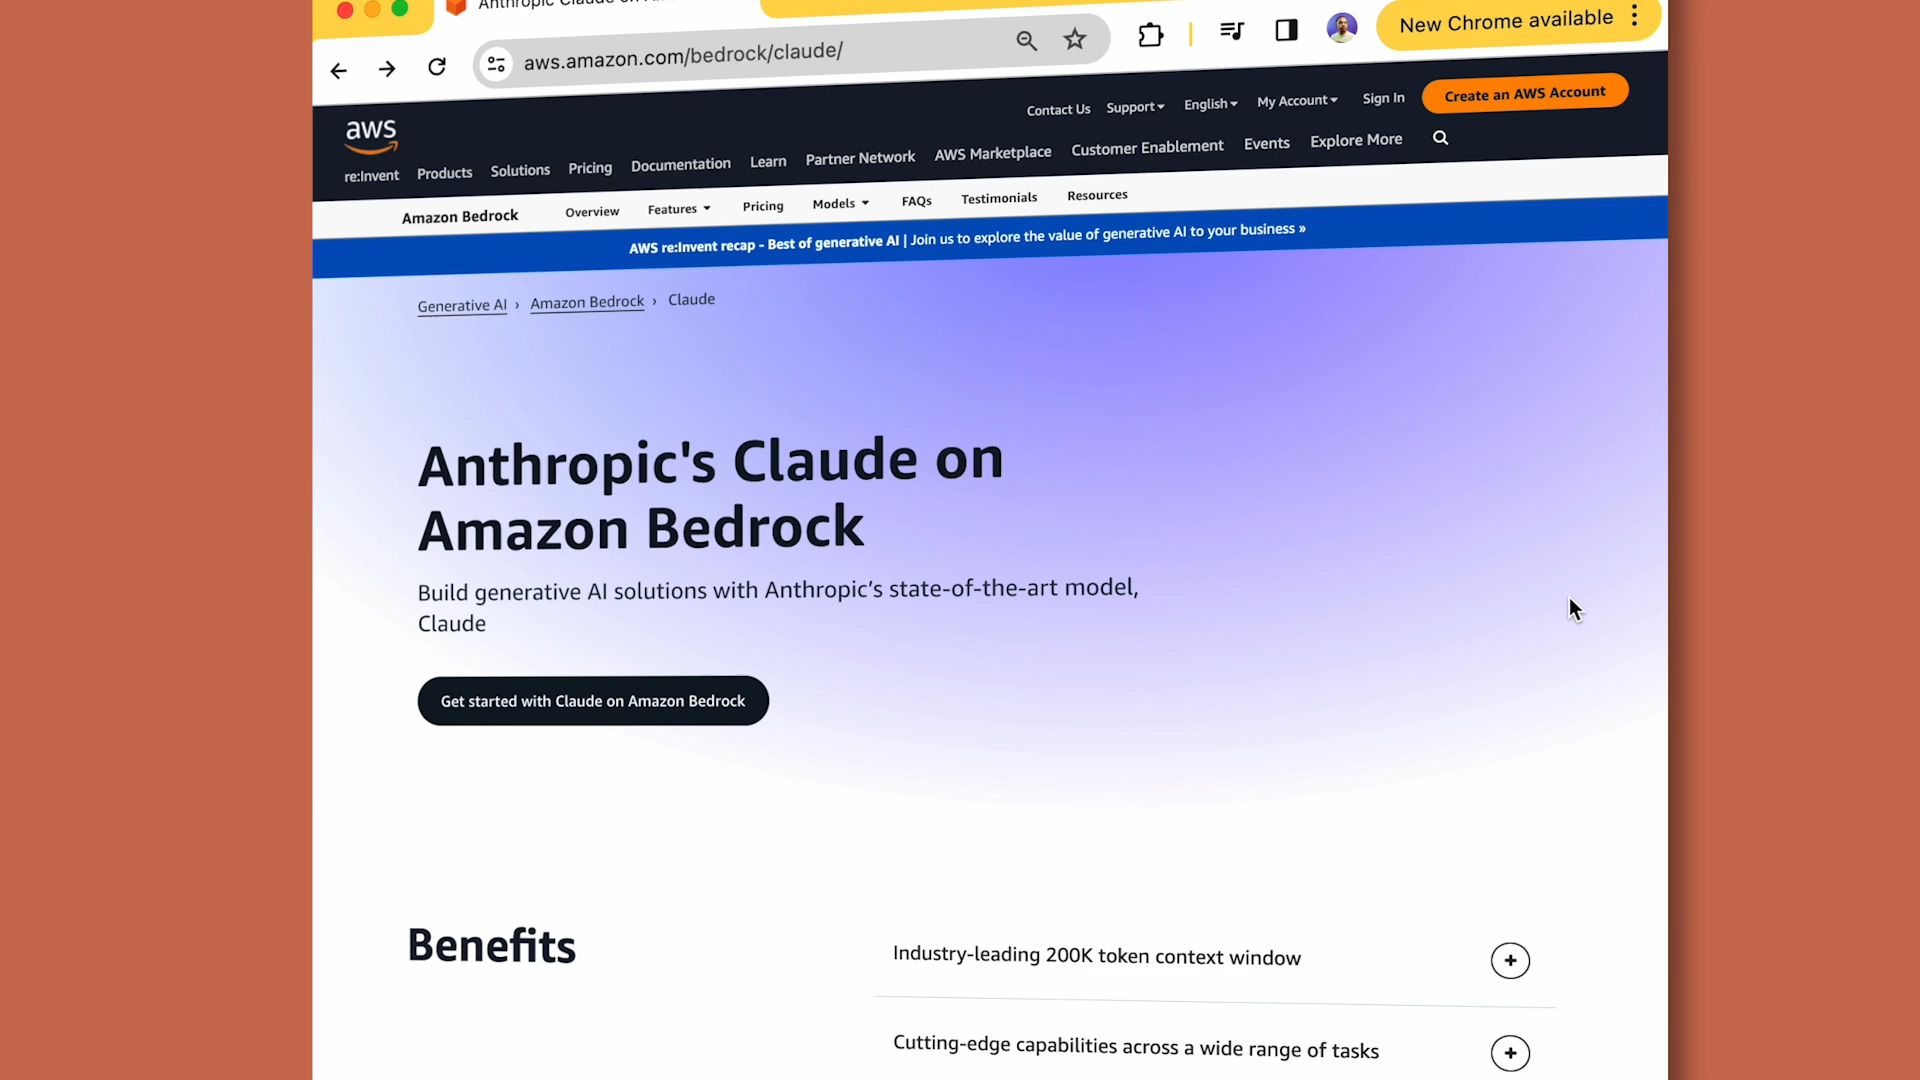 Anthropic Claude on
New Chrome available
aws.amazon.com/bedrock/claude/
Contact Us Support English My Account Sign In Create an AWS Account
aws
re:Invent Products Solutions Pricing Documentation Learn Partner Network AWS Marketplace Customer Enablement Events Explore More
Amazon Bedrock Overview Features Pricing Models FAQs Testimonials Resources
AWS re:Invent recap - Best of generative AI | Join us to explore the value of generative AI to your business »
Generative AI › Amazon Bedrock › Claude
Anthropic's Claude on
Amazon Bedrock
Build generative AI solutions with Anthropic’s state-of-the-art model,
Claude
Get started with Claude on Amazon Bedrock
Benefits
Industry-leading 200K token context window
Cutting-edge capabilities across a wide range of tasks